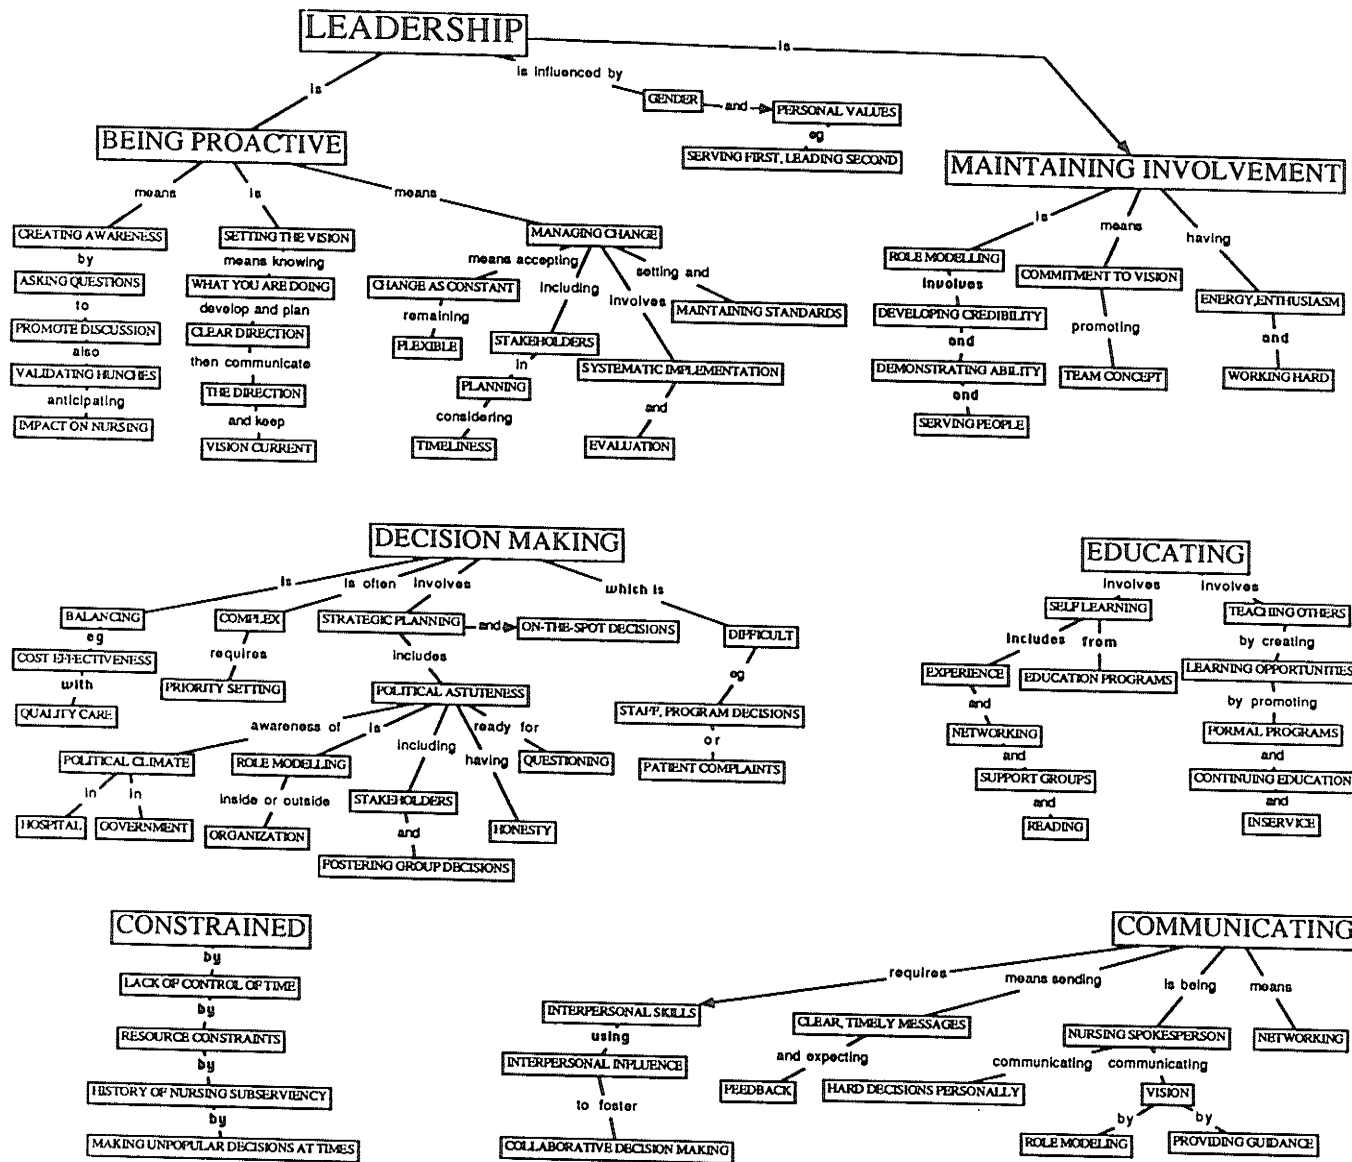 LEADERSHIP
is
is influenced by
is
GENDER
and
PERSONAL VALUES
eg
SERVING FIRST, LEADING SECOND
BEING PROACTIVE
means
is
means
CREATING AWARENESS
by
ASKING QUESTIONS
to
PROMOTE DISCUSSION
also
VALIDATING HUNCHES
anticipating
IMPACT ON NURSING
SETTING THE VISION
means knowing
WHAT YOU ARE DOING
develop and plan
CLEAR DIRECTION
then communicate
THE DIRECTION
and keep
VISION CURRENT
MANAGING CHANGE
means accepting
CHANGE AS CONSTANT
remaining
FLEXIBLE
including
STAKEHOLDERS
in
PLANNING
considering
TIMELINESS
involves
SYSTEMATIC IMPLEMENTATION
and
EVALUATION
setting and
MAINTAINING STANDARDS
MAINTAINING INVOLVEMENT
is
means
having
ROLE MODELLING
involves
DEVELOPING CREDIBILITY
and
DEMONSTRATING ABILITY
and
SERVING PEOPLE
COMMITMENT TO VISION
promoting
TEAM CONCEPT
ENERGY, ENTHUSIASM
and
WORKING HARD
DECISION MAKING
is
is often
involves
which is
BALANCING
eg
COST EFFECTIVENESS
with
QUALITY CARE
COMPLEX
requires
PRIORITY SETTING
STRATEGIC PLANNING
and
ON-THE-SPOT DECISIONS
includes
POLITICAL ASTUTENESS
awareness of
is
including
having
ready for
POLITICAL CLIMATE
in
in
HOSPITAL
GOVERNMENT
ROLE MODELLING
inside or outside
ORGANIZATION
STAKEHOLDERS
and
FOSTERING GROUP DECISIONS
HONESTY
QUESTIONING
DIFFICULT
eg
STAFF, PROGRAM DECISIONS
or
PATIENT COMPLAINTS
EDUCATING
involves
involves
SELF LEARNING
includes
from
EXPERIENCE
and
NETWORKING
and
SUPPORT GROUPS
and
READING
EDUCATION PROGRAMS
TEACHING OTHERS
by creating
LEARNING OPPORTUNITIES
by promoting
FORMAL PROGRAMS
and
CONTINUING EDUCATION
and
INSERVICE
CONSTRAINED
by
LACK OF CONTROL OF TIME
by
RESOURCE CONSTRAINTS
by
HISTORY OF NURSING SUBSERVIENCY
by
MAKING UNPOPULAR DECISIONS AT TIMES
COMMUNICATING
requires
means sending
is being
means
INTERPERSONAL SKILLS
using
INTERPERSONAL INFLUENCE
to foster
COLLABORATIVE DECISION MAKING
CLEAR, TIMELY MESSAGES
and expecting
FEEDBACK
NURSING SPOKESPERSON
communicating
communicating
HARD DECISIONS PERSONALLY
VISION
by
by
ROLE MODELING
PROVIDING GUIDANCE
NETWORKING